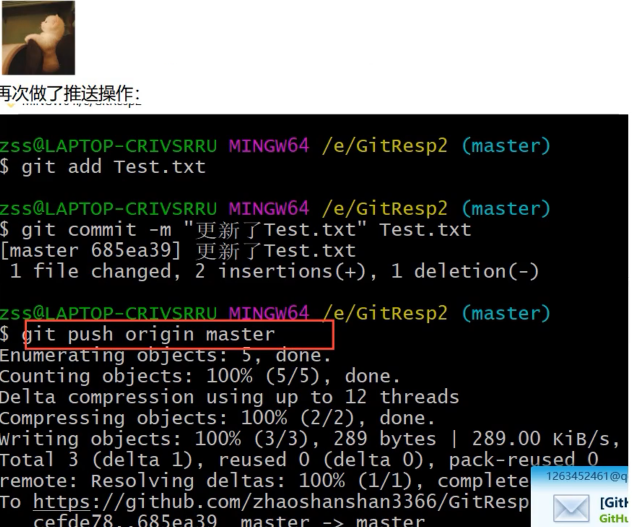 再次做了推送操作：
zss@LAPTOP-CRIVSRRU MINGW64 /e/GitResp2 (master)
$ git add Test.txt
zss@LAPTOP-CRIVSRRU MINGW64 /e/GitResp2 (master)
$ git commit -m "更新了Test.txt" Test.txt
[master 685ea39] 更新了Test.txt
1 file changed, 2 insertions(+), 1 deletion(-)
zss@LAPTOP-CRIVSRRU MINGW64 /e/GitResp2 (master)
$ git push origin master
Enumerating objects: 5, done.
Counting objects: 100% (5/5), done.
Delta compression using up to 12 threads
Compressing objects: 100% (2/2), done.
Writing objects: 100% (3/3), 289 bytes | 289.00 KiB/s,
Total 3 (delta 1), reused 0 (delta 0), pack-reused 0
remote: Resolving deltas: 100% (1/1), complete
To https://github.com/zhaoshanshan3366/GitResp
cefde78..685ea39 master -> master
1263452461@q
[Git
GitH